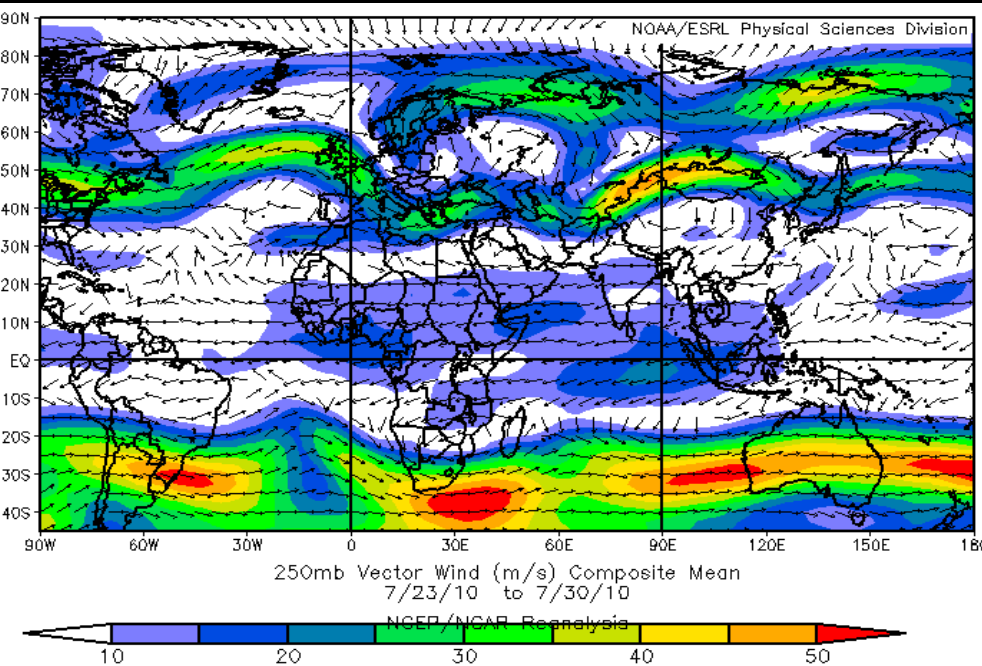 NOAA/ESRL Physical Sciences Division
90N
80N
70N
60N
50N
40N
30N
20N
10N
EQ
10S
20S
30S
40S
90W 60W 30W 0 30E 60E 90E 120E 150E 180
250mb Vector Wind (m/s) Composite Mean
7/23/10 to 7/30/10
NCEP/NCAR Reanalysis
10 20 30 40 50